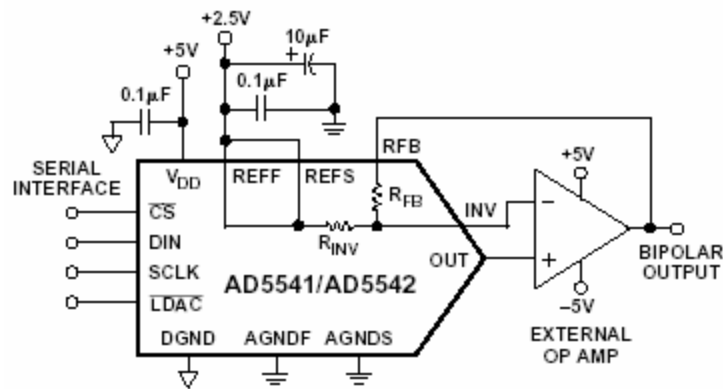 +2.5V
+5V
10µF
+
0.1µF
0.1µF
RFB
SERIAL
INTERFACE
VDD
REFF
REFS
RFB
INV
+5V
CS
RINV
−
DIN
OUT
+
BIPOLAR
OUTPUT
SCLK
AD5541/AD5542
LDAC
–5V
DGND
AGNDF
AGNDS
EXTERNAL
OP AMP